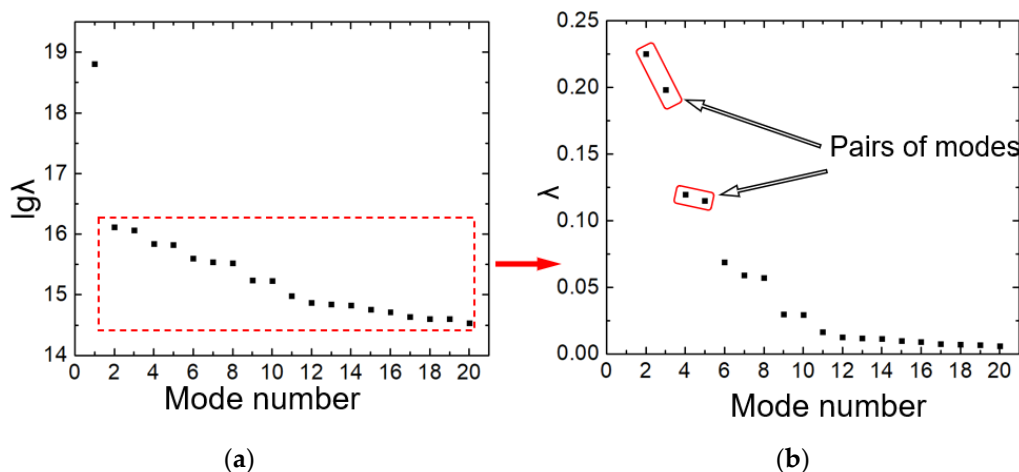 19
18
17
16
15
14
lgλ
0 2 4 6 8 10 12 14 16 18 20
Mode number
(a)
0.25
0.20
0.15
0.10
0.05
0.00
λ
Pairs of modes
0 2 4 6 8 10 12 14 16 18 20
Mode number
(b)